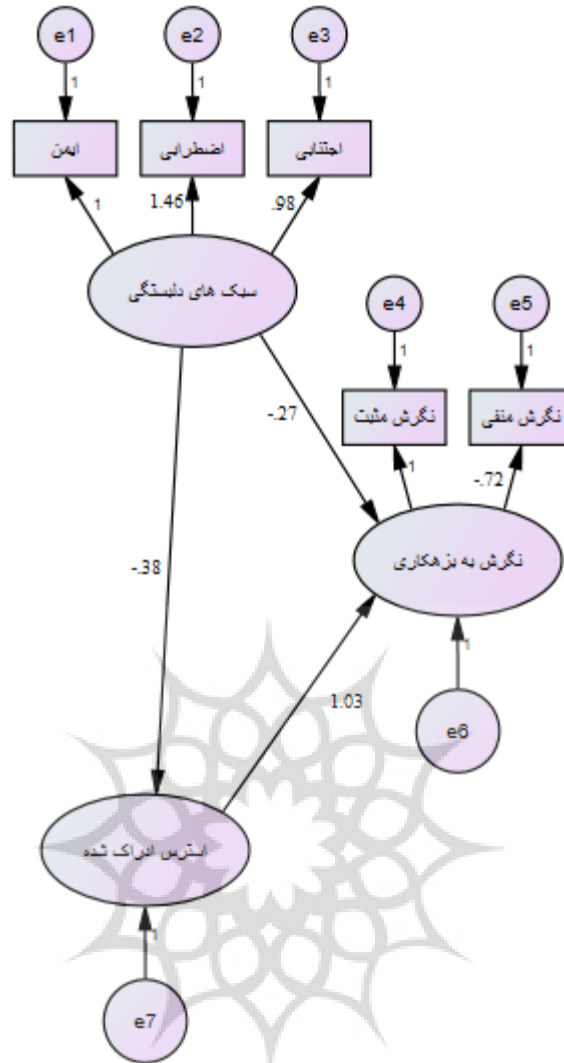 e1 e2 e3
1 1 1
ایمن اضطرابی اجتنابی
1 1.46 .98
سبک های دلبستگی
e4 e5
1 1
-.27
نگرش مثبت نگرش منفی
1 -.72
-.38
نگرش به بزهکاری
1
1.03
e6
استرس ادراک شده
1
e7